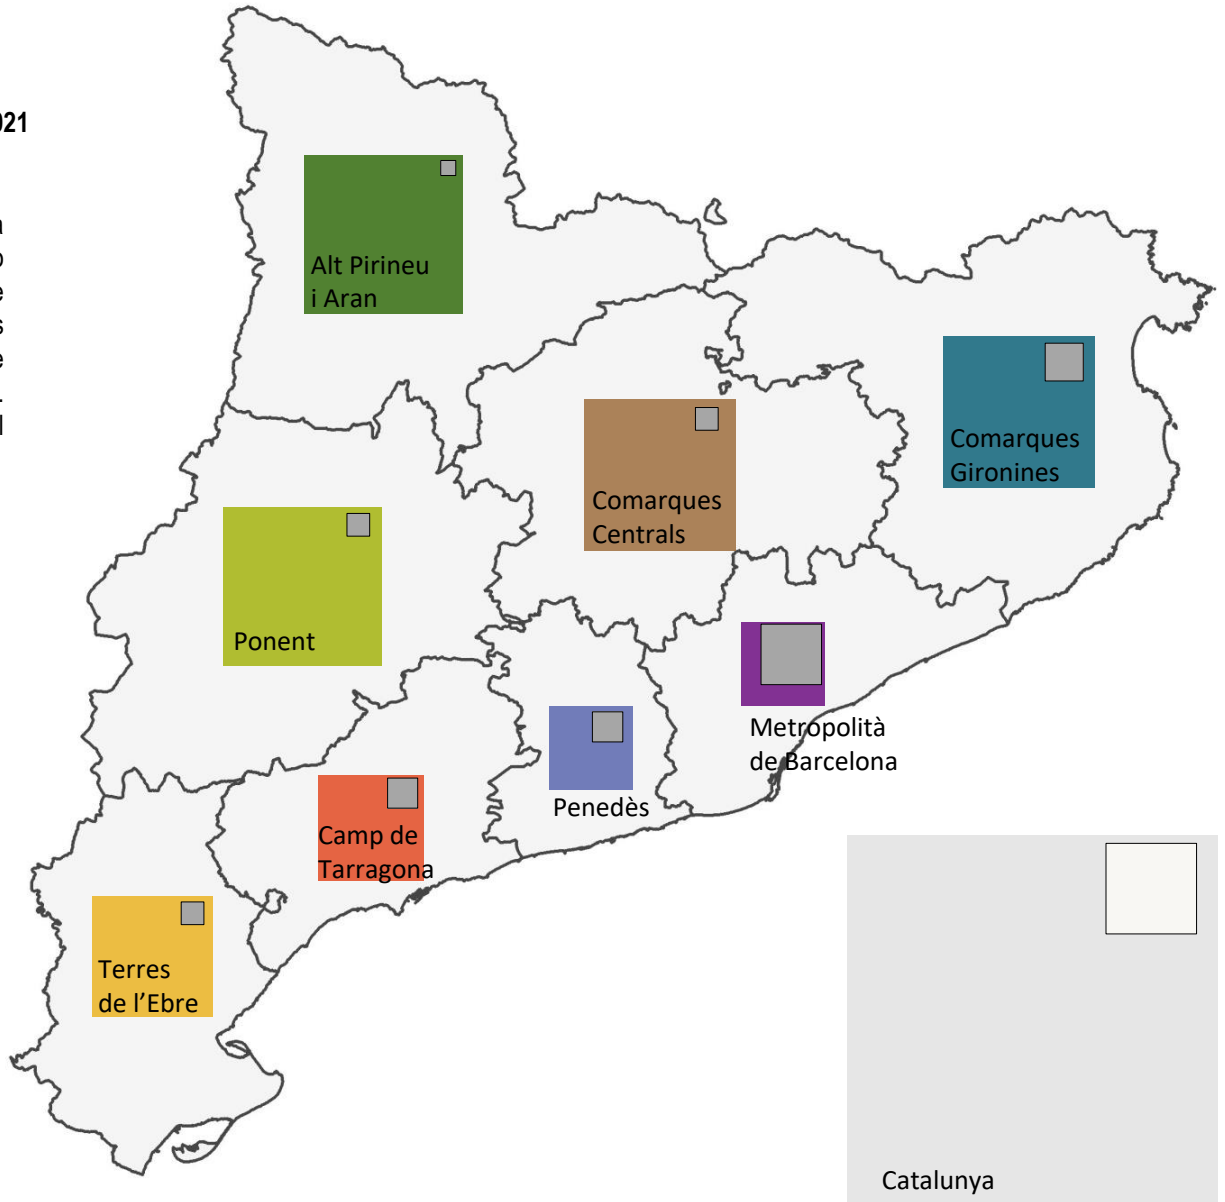 Alt Pirineu
i Aran
Comarques
Gironines
Comarques
Centrals
Ponent
Metropolità
de Barcelona
Penedès
Camp de
Tarragona
Terres
de l’Ebre
Catalunya